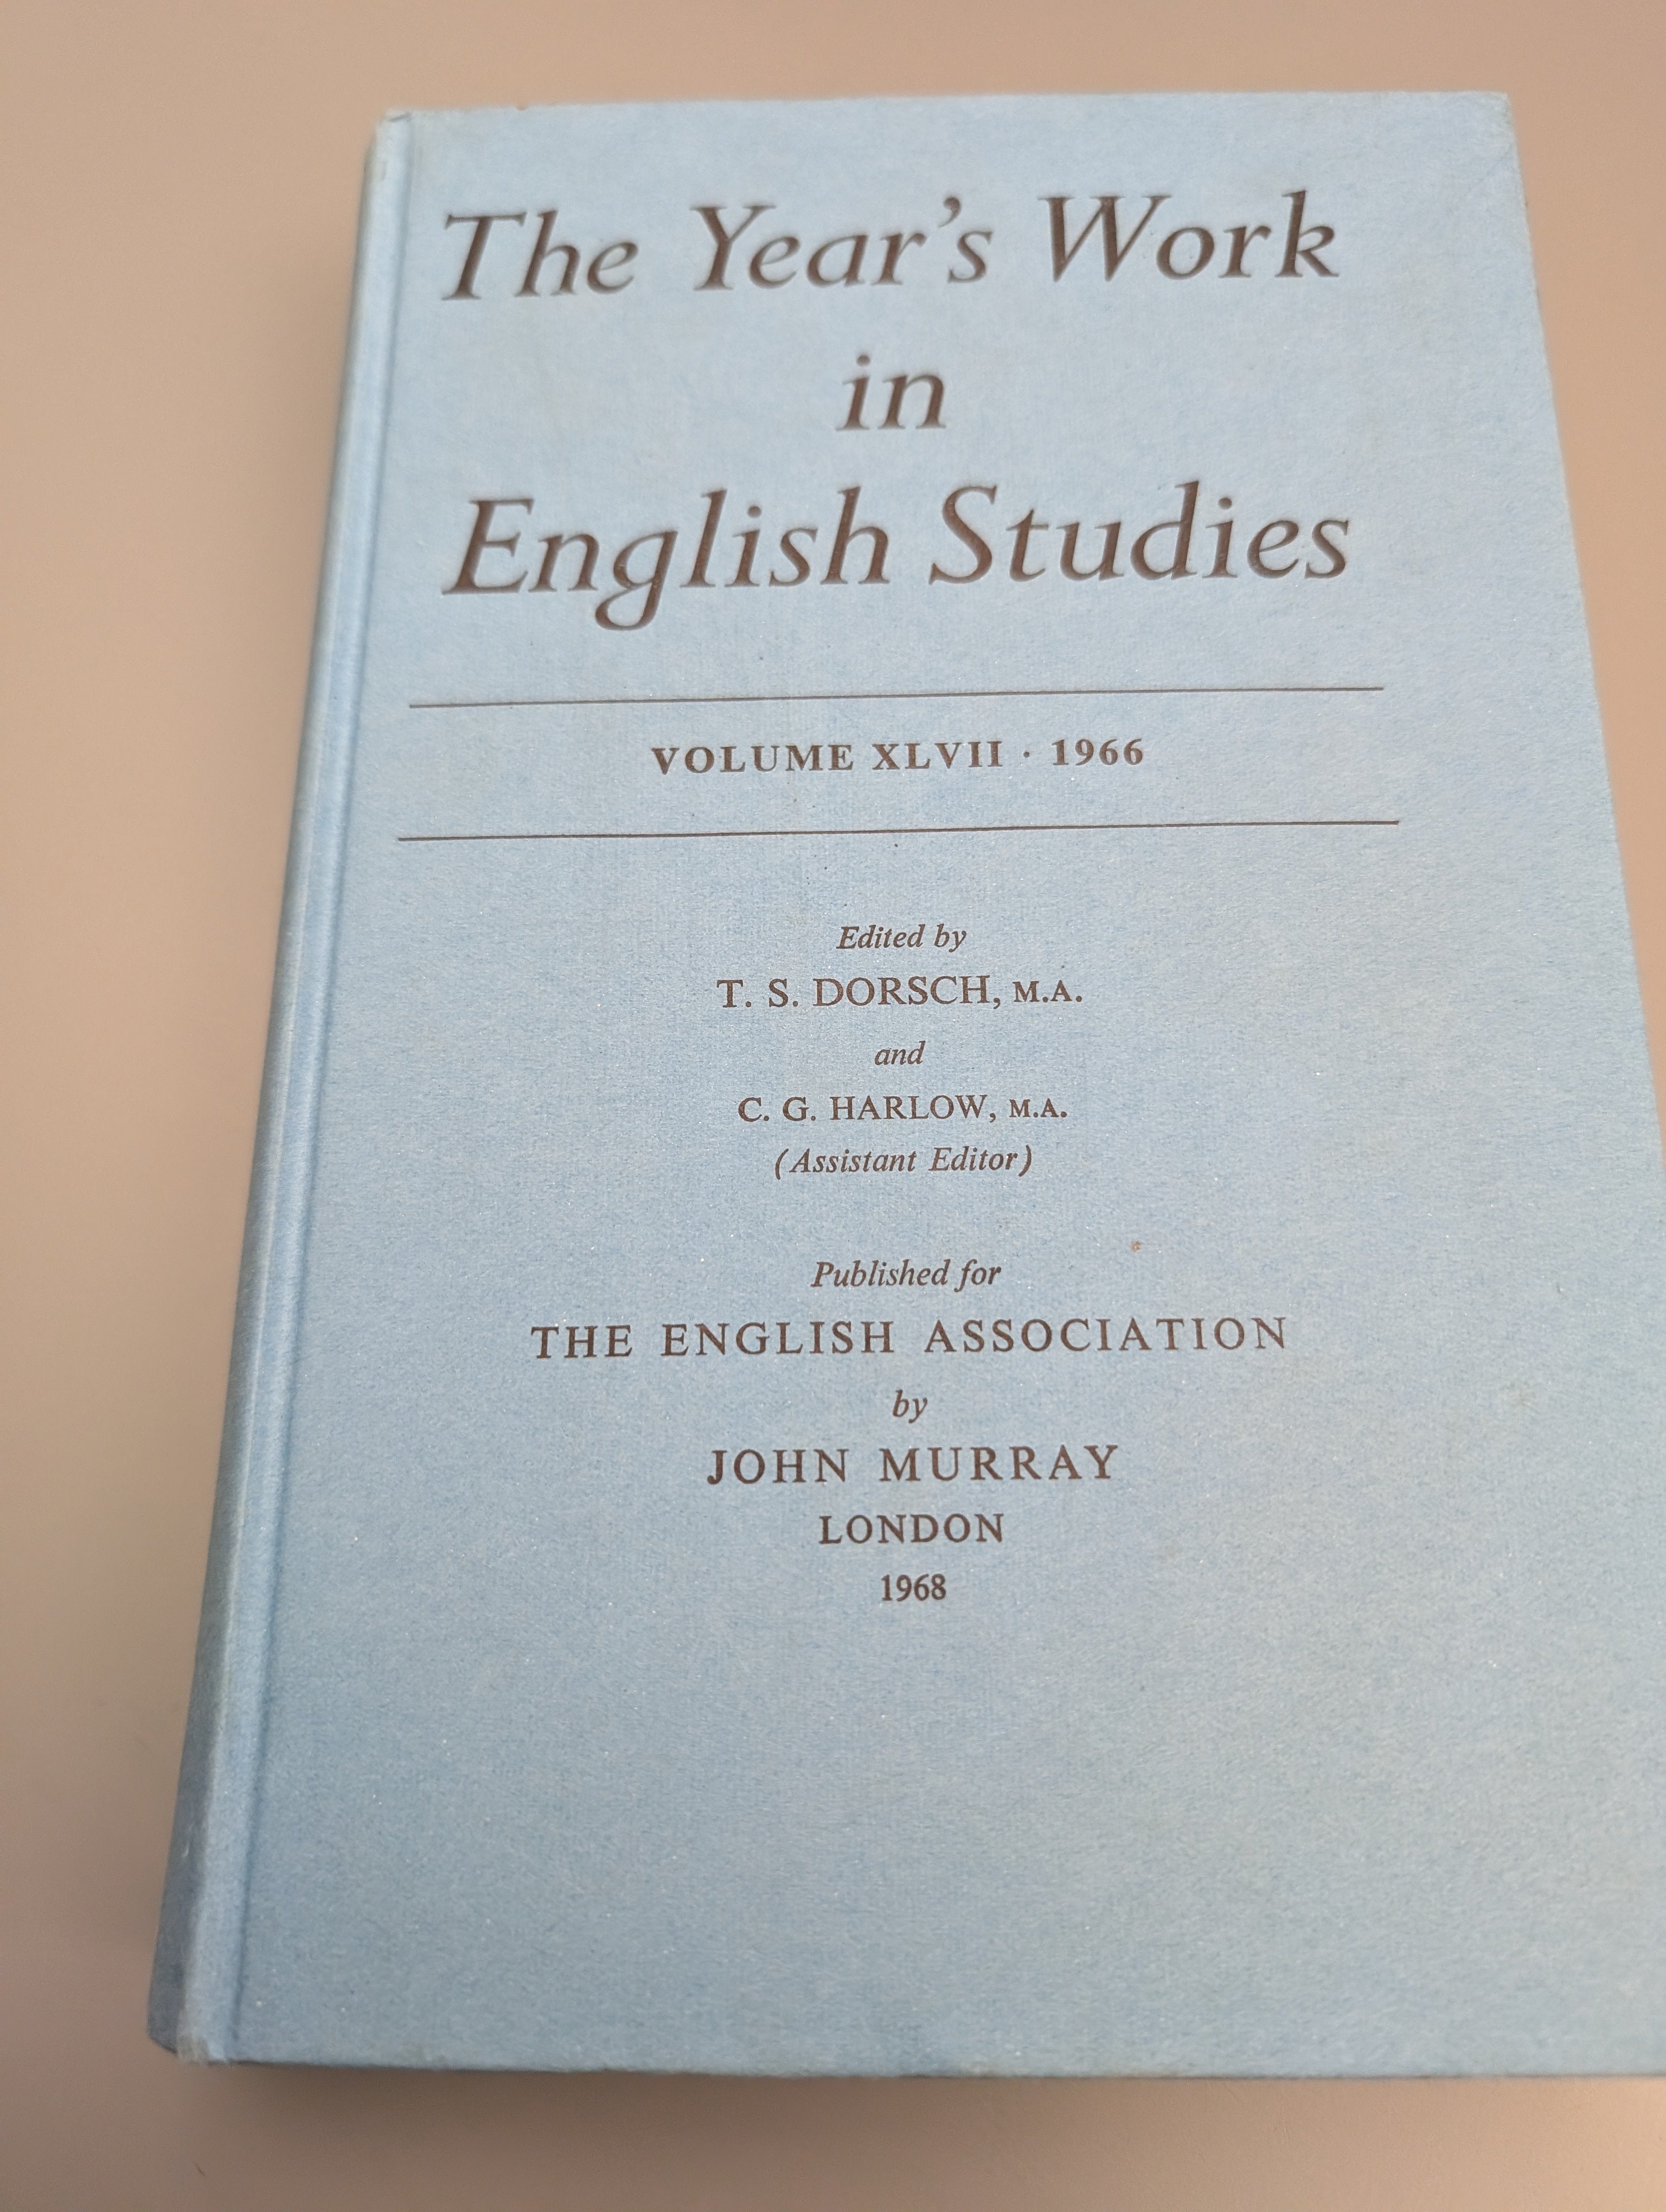 The Year's Work
in
English Studies
VOLUME XLVII · 1966
Edited by
T. S. DORSCH, M.A.
and
C. G. HARLOW, M.A.
(Assistant Editor)
Published for
THE ENGLISH ASSOCIATION
by
JOHN MURRAY
LONDON
1968